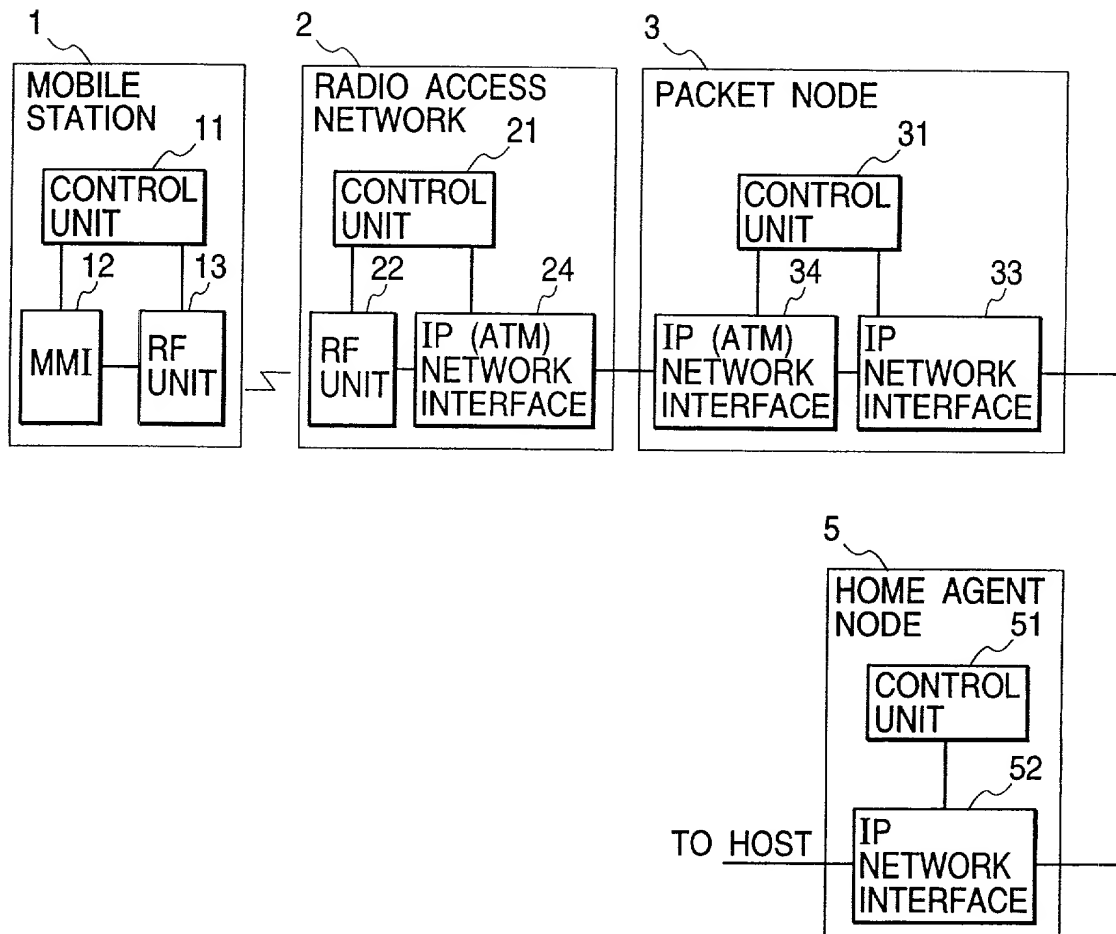 1
MOBILE
STATION
11
CONTROL
UNIT
12
13
MMI
RF
UNIT
2
RADIO ACCESS
NETWORK
21
CONTROL
UNIT
22
24
RF
UNIT
IP (ATM)
NETWORK
INTERFACE
3
PACKET NODE
31
CONTROL
UNIT
34
33
IP (ATM)
NETWORK
INTERFACE
IP
NETWORK
INTERFACE
5
HOME AGENT
NODE
51
CONTROL
UNIT
52
TO HOST
IP
NETWORK
INTERFACE